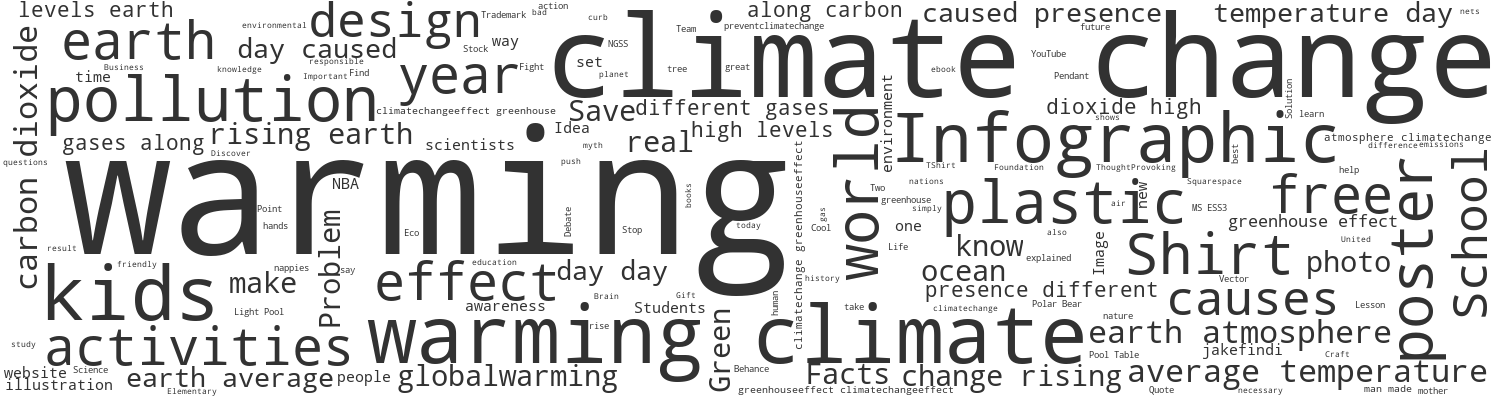 levels earth
environmental
design
Trademark
bad
action
curb
Team
along carbon
preventclimatechange
caused presence
future
temperature day
nets
earth
day caused
Stock
way
climate
NGSS
change
YouTube
carbon dioxide
Business
time
knowledge
responsible
Important
Find
year
Fight
set
planet
tree
great
ebook
Pendant
Solution
pollution
climatechangeeffect greenhouse
Save
different gases
world
environment
dioxide high
shows
learn
gases along
rising earth
scientists
Idea
myth
real
high levels
Infographic
best
atmosphere climatechange
difference
emissions
questions
Discover
warming
NBA
push
books
climatechange greenhouseeffect
TShirt
Foundation
ThoughtProvoking
help
nations
Two
greenhouse
simply
plastic
air
new
Squarespace
MS ESS3
free
poster
School
Point
hands
Problem
Eco
Debate
Stop
today
gas
Cool
one
also
greenhouse effect
result
Life
know
explained
Image
Shirt
United
photo
friendly
nappies
say
education
effect
day day
history
ocean
Vector
kids
make
Brain
Gift
human
presence different
causes
Lesson
Light Pool
awareness
Students
take
climatechange
Polar Bear
nature
study
activities
warming
rise
Green
climate
earth atmosphere
Pool Table
jakefindi
Craft
website
Science
illustration
earth average
Elementary
people
globalwarming
Behance
greenhouseeffect climatechangeeffect
Facts
change rising
average temperature
Quote
necessary
man made
mother